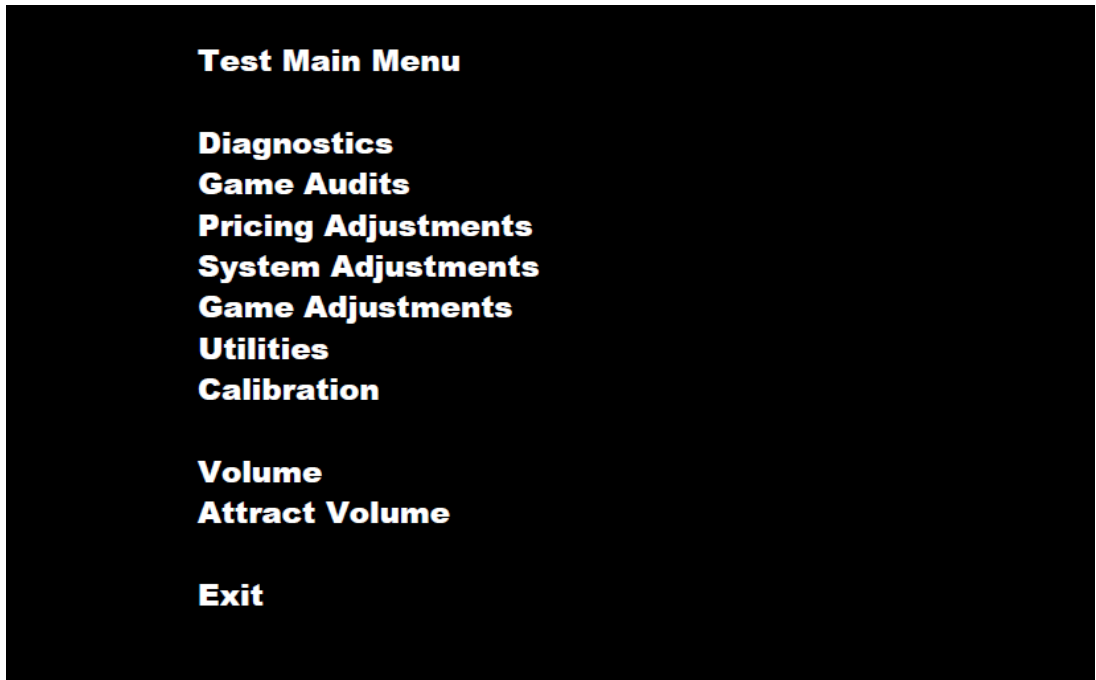 Test Main Menu
Diagnostics
Game Audits
Pricing Adjustments
System Adjustments
Game Adjustments
Utilities
Calibration
Volume
Attract Volume
Exit